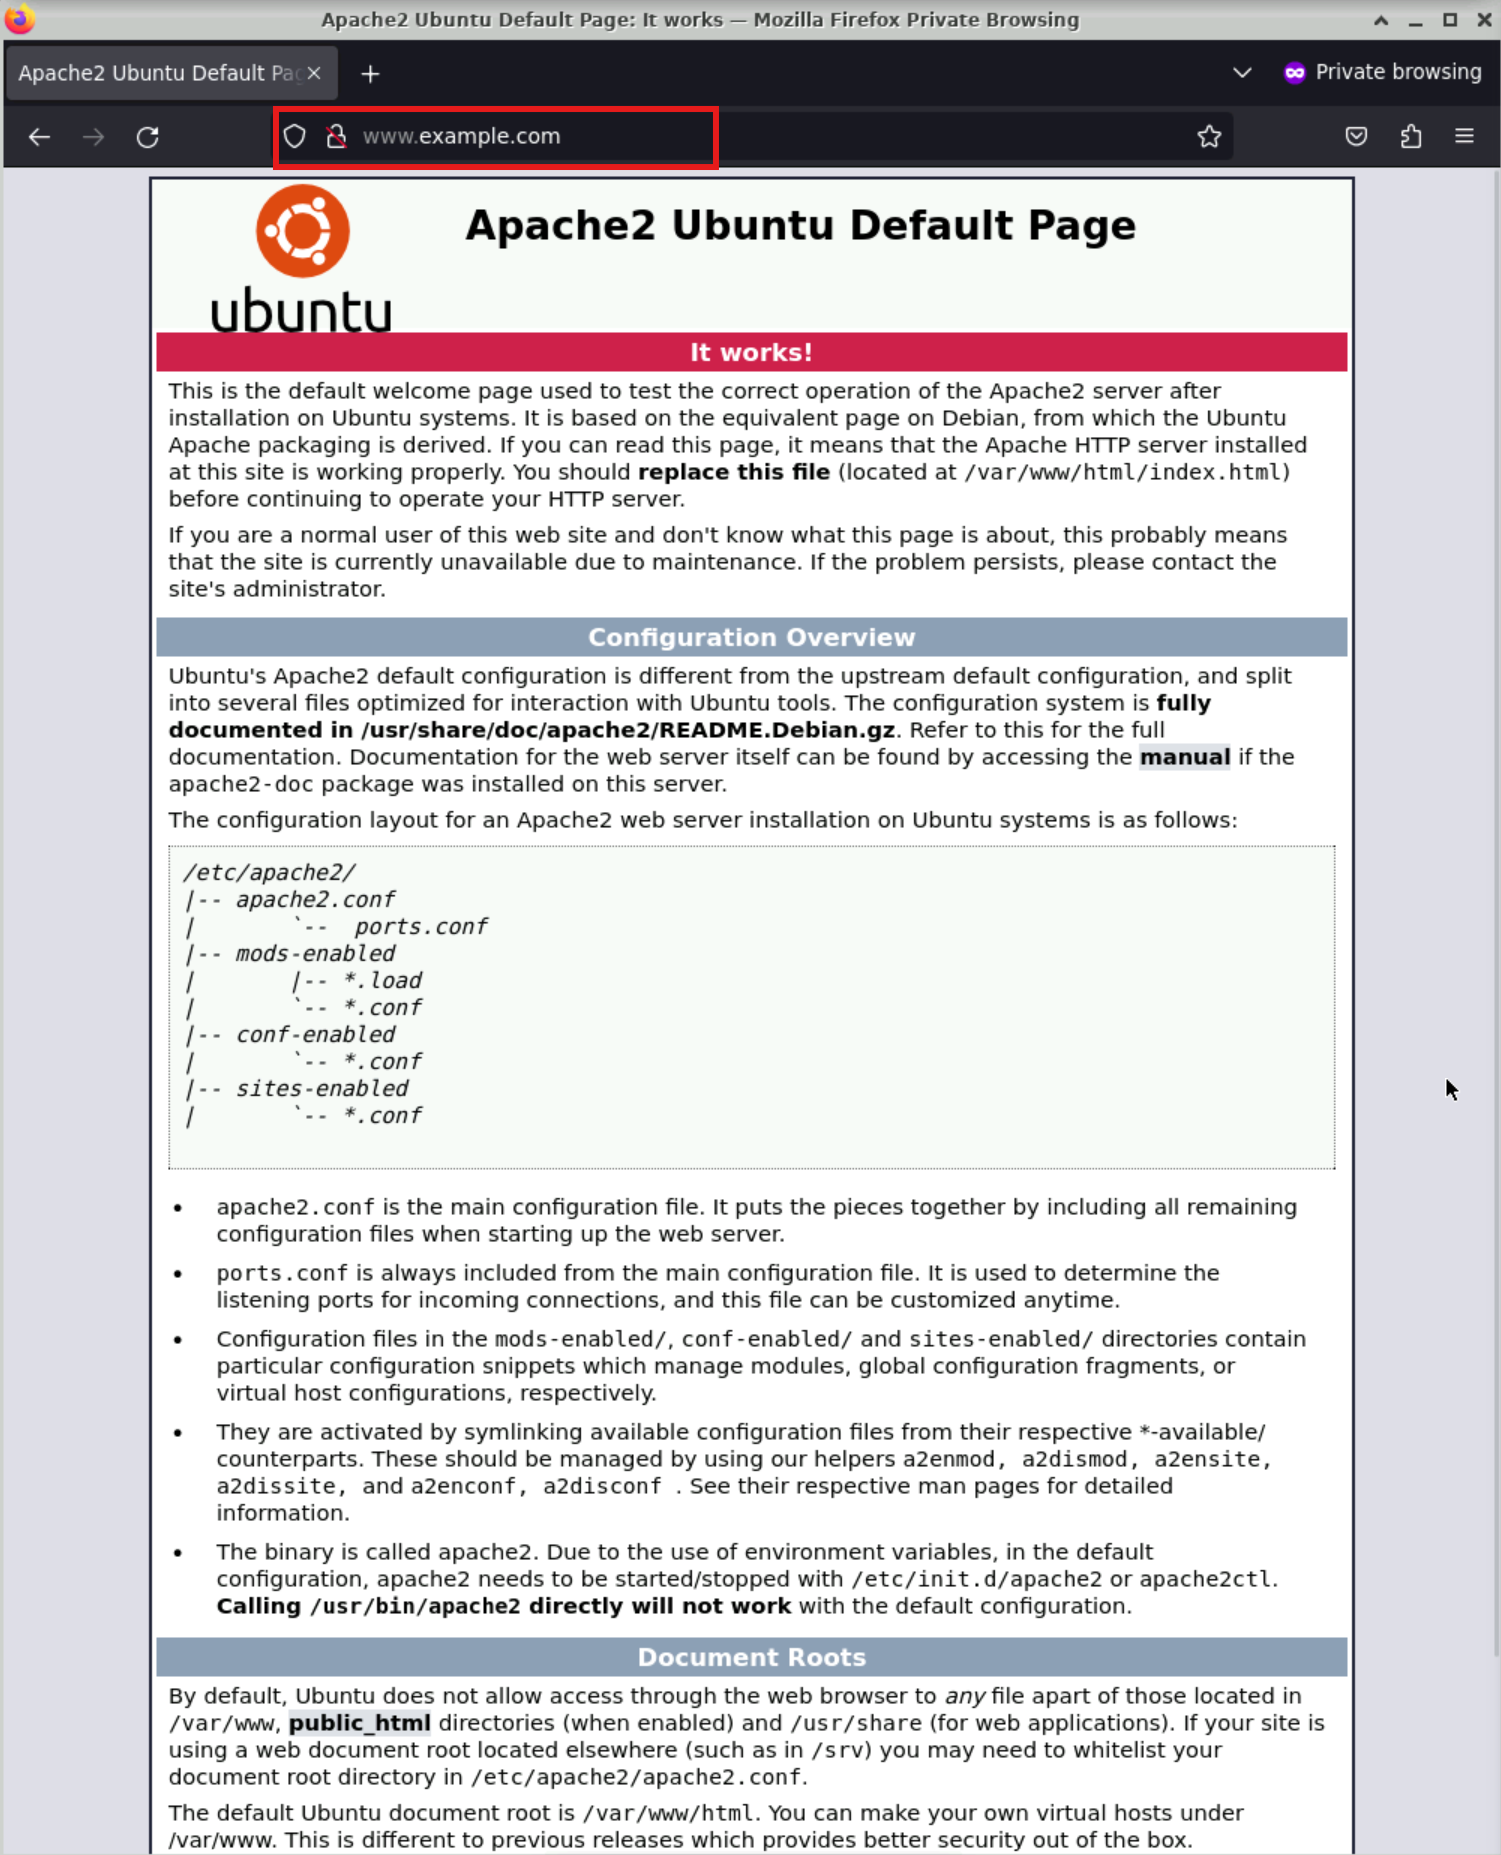 Apache2 Ubuntu Default Page: It works — Mozilla Firefox Private Browsing
Apache2 Ubuntu Default Pag
Private browsing
www.example.com
ubuntu
Apache2 Ubuntu Default Page
It works!
This is the default welcome page used to test the correct operation of the Apache2 server after
installation on Ubuntu systems. It is based on the equivalent page on Debian, from which the Ubuntu
Apache packaging is derived. If you can read this page, it means that the Apache HTTP server installed
at this site is working properly. You should replace this file (located at /var/www/html/index.html)
before continuing to operate your HTTP server.
If you are a normal user of this web site and don't know what this page is about, this probably means
that the site is currently unavailable due to maintenance. If the problem persists, please contact the
site's administrator.
Configuration Overview
Ubuntu's Apache2 default configuration is different from the upstream default configuration, and split
into several files optimized for interaction with Ubuntu tools. The configuration system is fully
documented in /usr/share/doc/apache2/README.Debian.gz. Refer to this for the full
documentation. Documentation for the web server itself can be found by accessing the manual if the
apache2-doc package was installed on this server.
The configuration layout for an Apache2 web server installation on Ubuntu systems is as follows:
/etc/apache2/
|-- apache2.conf
|       `--  ports.conf
|-- mods-enabled
|       |-- *.load
|       `-- *.conf
|-- conf-enabled
|       `-- *.conf
|-- sites-enabled
|       `-- *.conf
• apache2.conf is the main configuration file. It puts the pieces together by including all remaining
configuration files when starting up the web server.
• ports.conf is always included from the main configuration file. It is used to determine the
listening ports for incoming connections, and this file can be customized anytime.
• Configuration files in the mods-enabled/, conf-enabled/ and sites-enabled/ directories contain
particular configuration snippets which manage modules, global configuration fragments, or
virtual host configurations, respectively.
• They are activated by symlinking available configuration files from their respective *-available/
counterparts. These should be managed by using our helpers a2enmod, a2dismod, a2ensite,
a2dissite, and a2enconf, a2disconf . See their respective man pages for detailed
information.
• The binary is called apache2. Due to the use of environment variables, in the default
configuration, apache2 needs to be started/stopped with /etc/init.d/apache2 or apache2ctl.
Calling /usr/bin/apache2 directly will not work with the default configuration.
Document Roots
By default, Ubuntu does not allow access through the web browser to any file apart of those located in
/var/www, public_html directories (when enabled) and /usr/share (for web applications). If your site is
using a web document root located elsewhere (such as in /srv) you may need to whitelist your
document root directory in /etc/apache2/apache2.conf.
The default Ubuntu document root is /var/www/html. You can make your own virtual hosts under
/var/www. This is different to previous releases which provides better security out of the box.